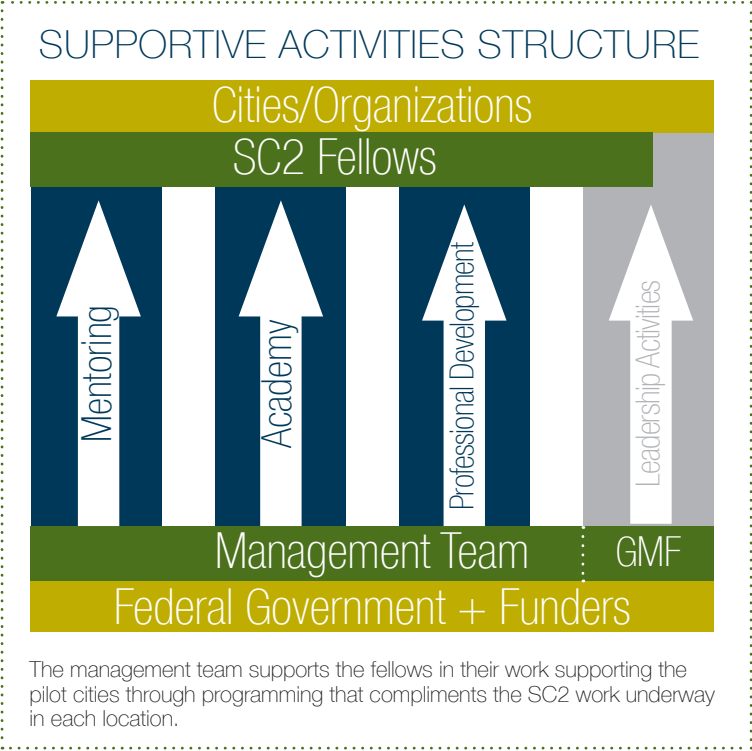 SUPPORTIVE ACTIVITIES STRUCTURE
Cities/Organizations
SC2 Fellows
Mentoring
Academy
Professional Development
Leadership Activities
Management Team
GMF
Federal Government + Funders
The management team supports the fellows in their work supporting the
pilot cities through programming that compliments the SC2 work underway
in each location.